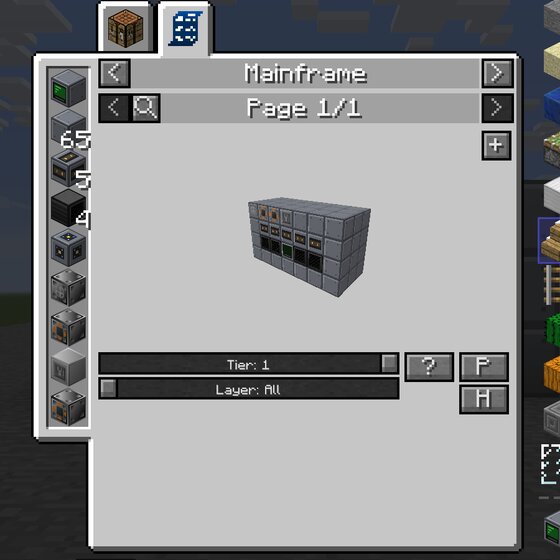 < Mainframe >
< Page 1/1 >
+
65
5
4
Tier: 1
? P
Layer: All
H